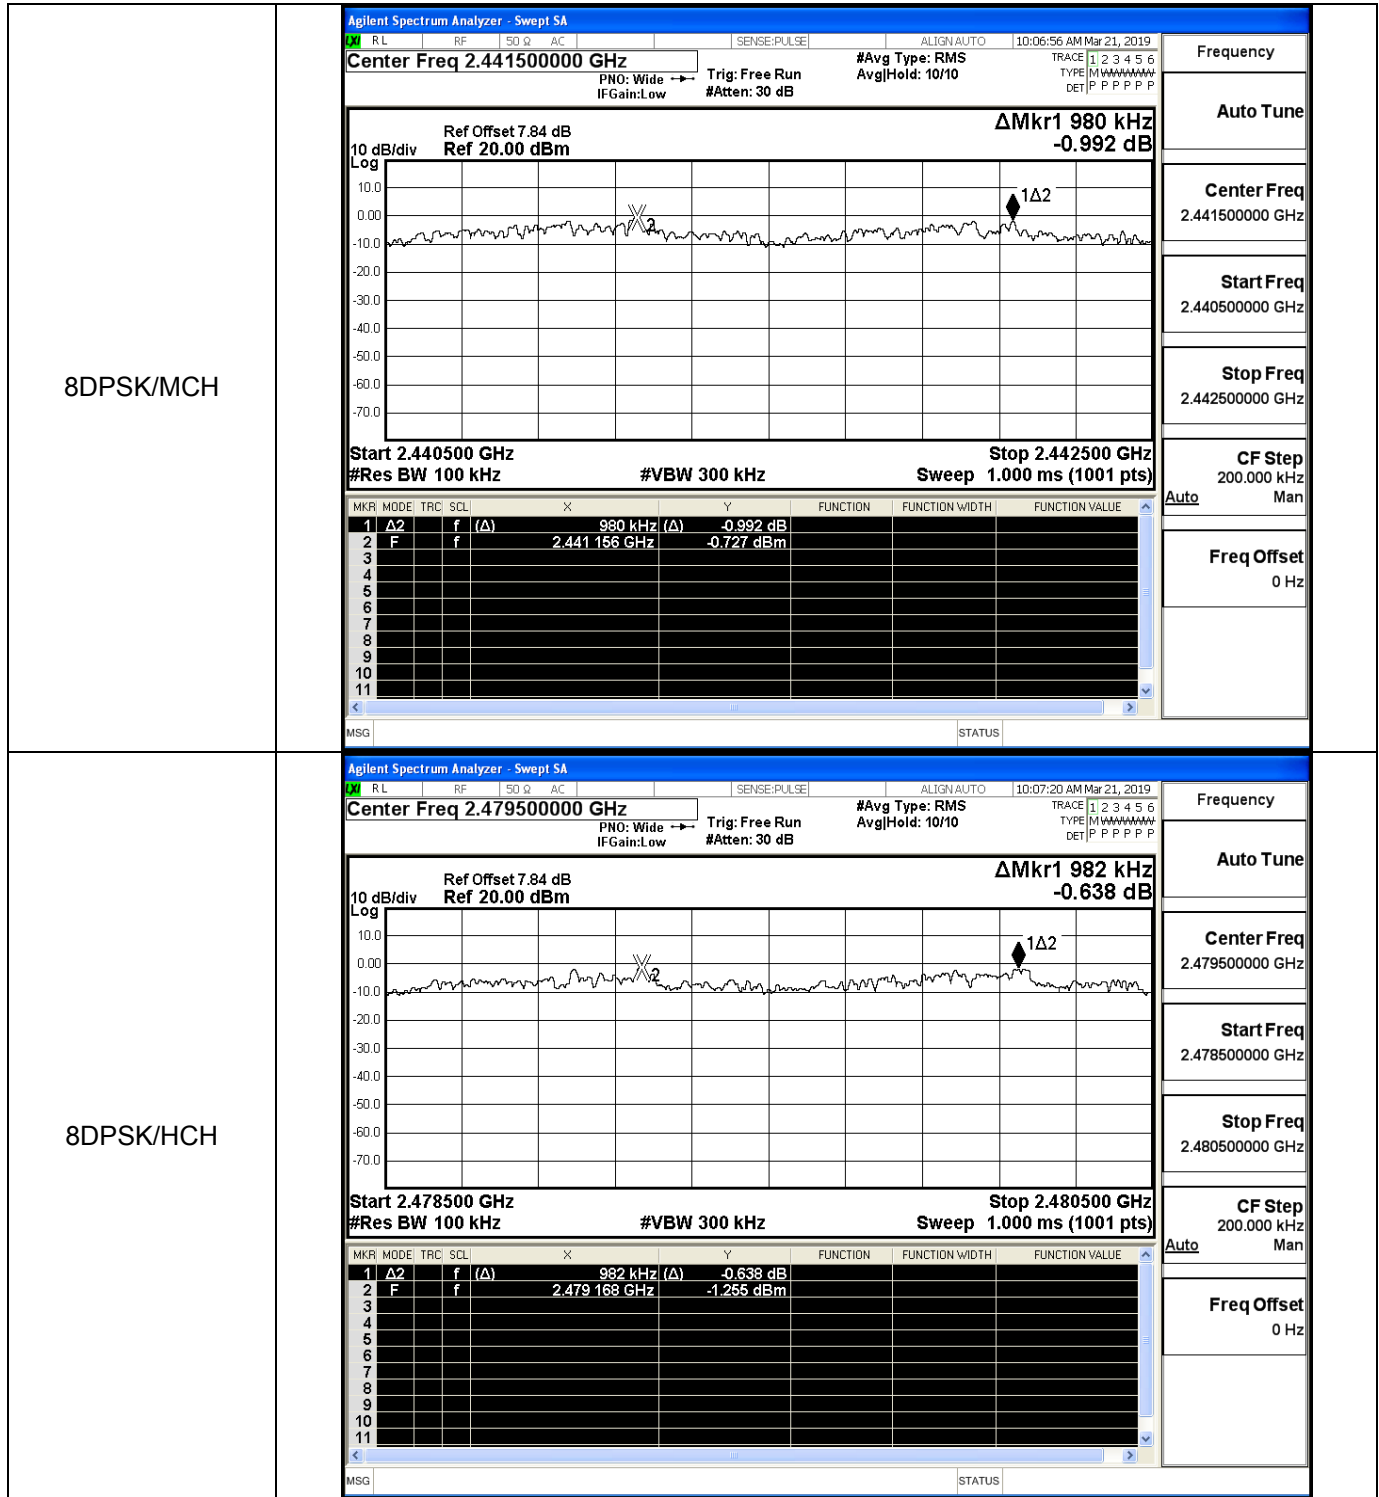 8DPSK/MCH
Agilent Spectrum Analyzer - Swept SA
LXI RL RF 50 Ω AC SENSE:PULSE ALIGN AUTO 10:06:56 AM Mar 21, 2019
Center Freq 2.441500000 GHz #Avg Type: RMS TRACE 1 2 3 4 5 6
PNO: Wide Trig: Free Run Avg|Hold: 10/10 TYPE M WWWWW
IFGain:Low #Atten: 30 dB DET P P P P P P
ΔMkr1 980 kHz
Ref Offset 7.84 dB
10 dB/div Ref 20.00 dBm -0.992 dB
Log
10.0
1Δ2
0.00
2
-10.0
-20.0
-30.0
-40.0
-50.0
-60.0
-70.0
Start 2.440500 GHz Stop 2.442500 GHz
#Res BW 100 kHz #VBW 300 kHz Sweep 1.000 ms (1001 pts)
MKR MODE TRC SCL X Y FUNCTION FUNCTION WIDTH FUNCTION VALUE
1 Δ2 f (Δ) 980 kHz (Δ) -0.992 dB
2 F f 2.441 156 GHz -0.727 dBm
3
4
5
6
7
8
9
10
11
MSG STATUS
Frequency
Auto Tune
Center Freq
2.441500000 GHz
Start Freq
2.440500000 GHz
Stop Freq
2.442500000 GHz
CF Step
200.000 kHz
Auto Man
Freq Offset
0 Hz
8DPSK/HCH
Agilent Spectrum Analyzer - Swept SA
LXI RL RF 50 Ω AC SENSE:PULSE ALIGN AUTO 10:07:20 AM Mar 21, 2019
Center Freq 2.479500000 GHz #Avg Type: RMS TRACE 1 2 3 4 5 6
PNO: Wide Trig: Free Run Avg|Hold: 10/10 TYPE M WWWWW
IFGain:Low #Atten: 30 dB DET P P P P P P
ΔMkr1 982 kHz
Ref Offset 7.84 dB
10 dB/div Ref 20.00 dBm -0.638 dB
Log
10.0
1Δ2
0.00
2
-10.0
-20.0
-30.0
-40.0
-50.0
-60.0
-70.0
Start 2.478500 GHz Stop 2.480500 GHz
#Res BW 100 kHz #VBW 300 kHz Sweep 1.000 ms (1001 pts)
MKR MODE TRC SCL X Y FUNCTION FUNCTION WIDTH FUNCTION VALUE
1 Δ2 f (Δ) 982 kHz (Δ) -0.638 dB
2 F f 2.479 168 GHz -1.255 dBm
3
4
5
6
7
8
9
10
11
MSG STATUS
Frequency
Auto Tune
Center Freq
2.479500000 GHz
Start Freq
2.478500000 GHz
Stop Freq
2.480500000 GHz
CF Step
200.000 kHz
Auto Man
Freq Offset
0 Hz